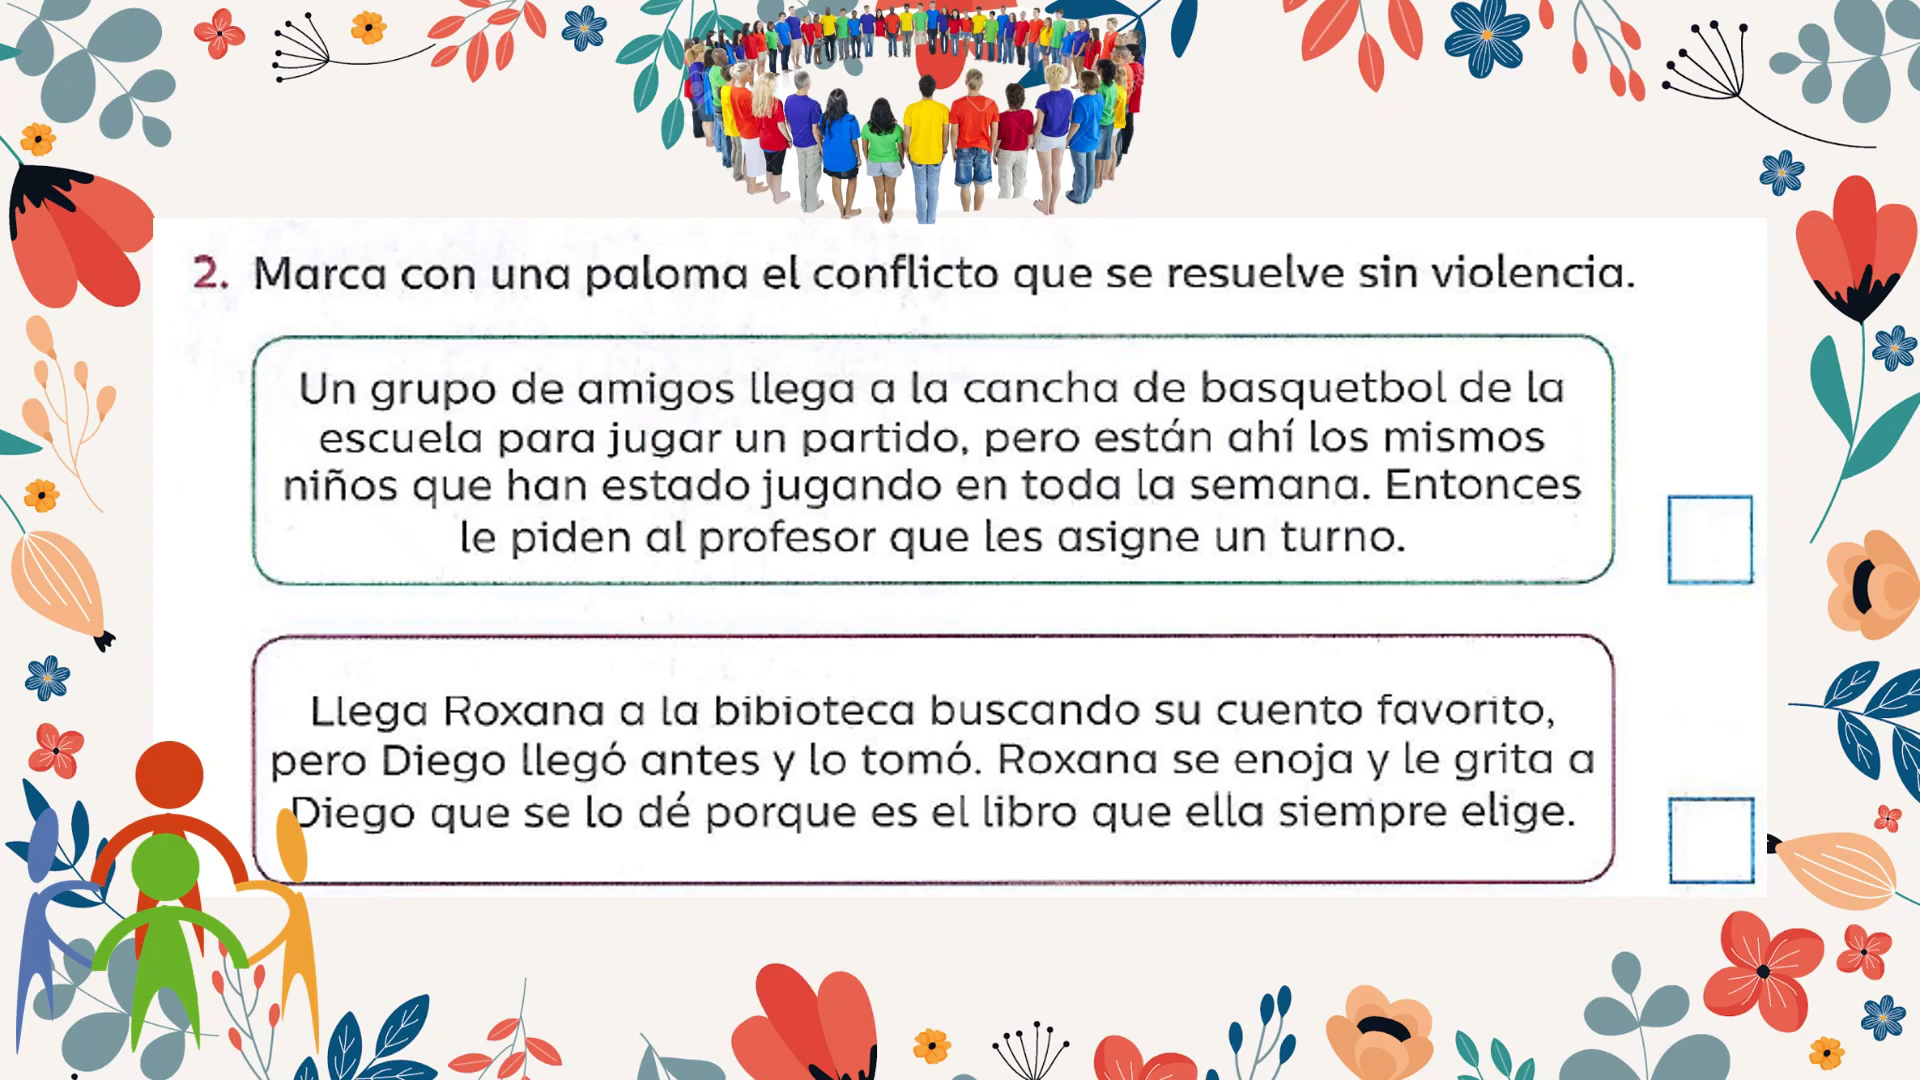 2. Marca con una paloma el conflicto que se resuelve sin violencia.
Un grupo de amigos llega a la cancha de basquetbol de la
escuela para jugar un partido, pero están ahí los mismos
niños que han estado jugando en toda la semana. Entonces
le piden al profesor que les asigne un turno.
Llega Roxana a la bibioteca buscando su cuento favorito,
pero Diego llegó antes y lo tomó. Roxana se enoja y le grita a
Diego que se lo dé porque es el libro que ella siempre elige.